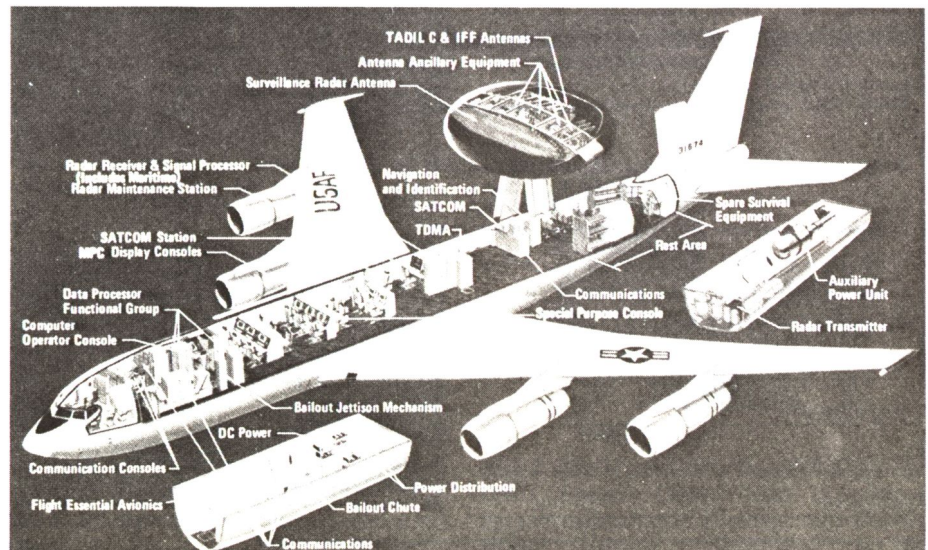 TADIL C & IFF Antennas
Antenna Ancillary Equipment
Surveillance Radar Antenna
31674
Radar Receiver & Signal Processor
(Includes Maritime)
Radar Maintenance Station
USAF
Navigation
and Identification
SATCOM
TDMA
Spare Survival
Equipment
Rest Area
SATCOM Station
MPC Display Consoles
Auxiliary
Power Unit
Data Processor
Functional Group
Communications
Radar Transmitter
Computer
Operator Console
Special Purpose Console
Bailout Jettison Mechanism
DC Power
Communication Consoles
Power Distribution
Flight Essential Avionics
Bailout Chute
Communications